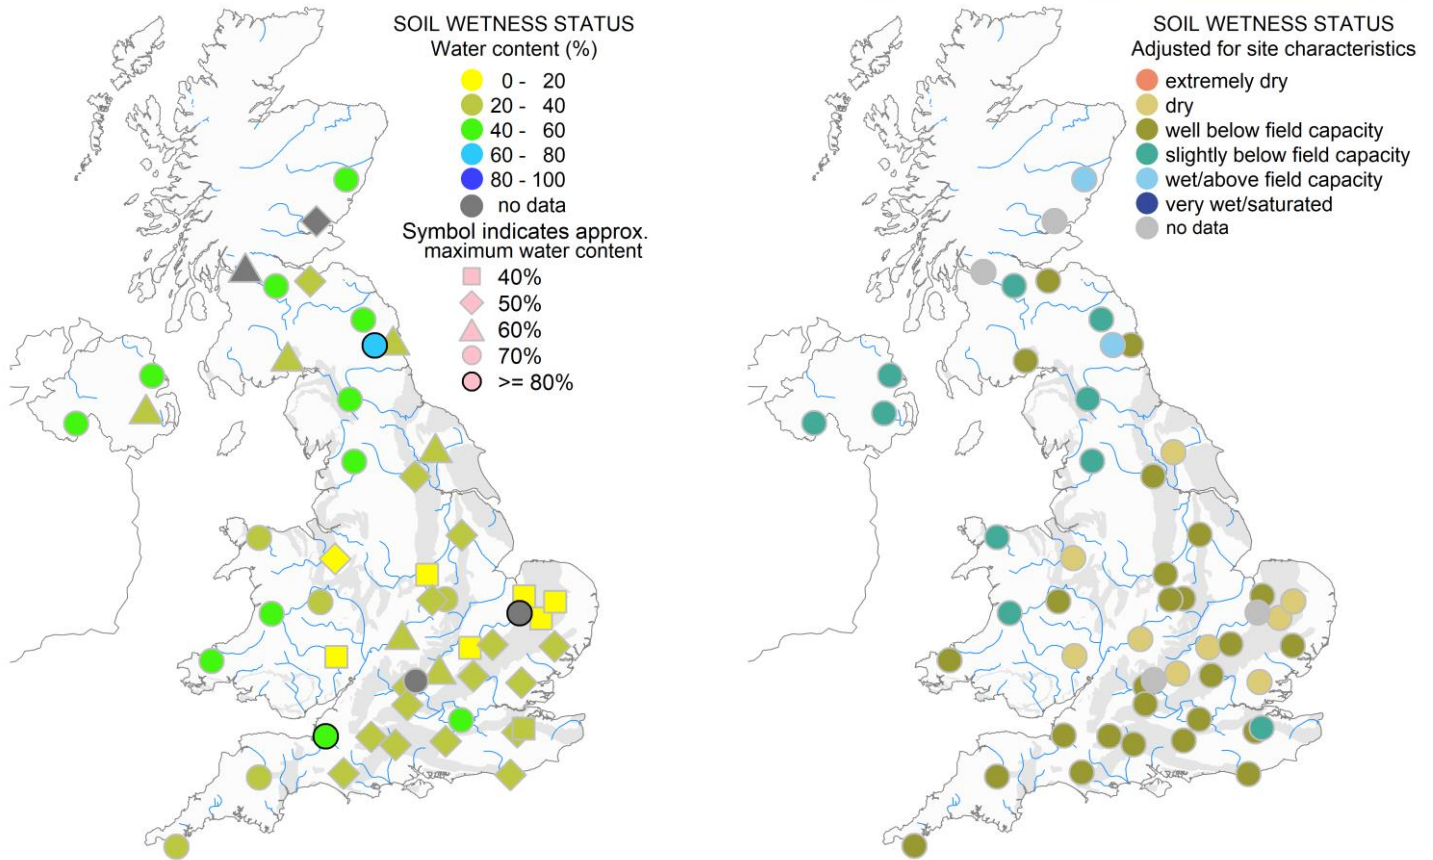 SOIL WETNESS STATUS
Water content (%)
0 - 20
20 - 40
40 - 60
60 - 80
80 - 100
no data
Symbol indicates approx.
maximum water content
40%
50%
60%
70%
>= 80%
SOIL WETNESS STATUS
Adjusted for site characteristics
extremely dry
dry
well below field capacity
slightly below field capacity
wet/above field capacity
very wet/saturated
no data